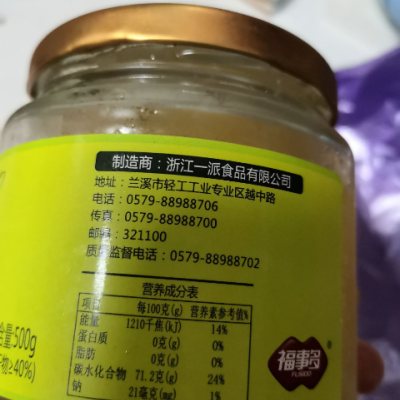 制造商：浙江一派食品有限公司
地址：兰溪市轻工工业专业区越中路
电话：0579-88988706
传真：0579-88988700
邮编：321100
质量监督电话：0579-88988702
营养成分表
项目 每100克(g) 营养素参考值%
能量 1210千焦(kJ) 14%
蛋白质 0克(g) 0%
脂肪 0克(g) 0%
碳水化合物 71.2克(g) 24%
钠 21毫克(mg) 1%
含量:500g
物≥40%)
福事多